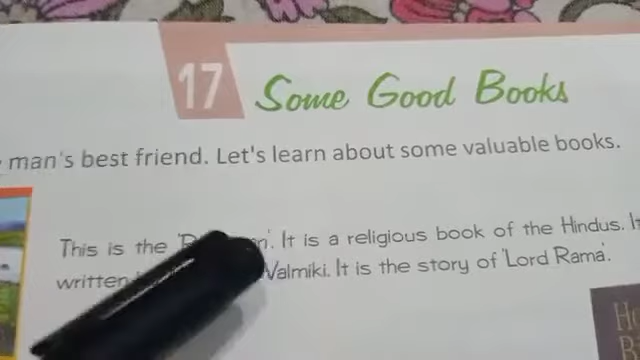 17
Some Good Books
man's best friend. Let's learn about some valuable books.
This is the 'R n'. It is a religious book of the Hindus. It
written Valmiki. It is the story of 'Lord Rama'.